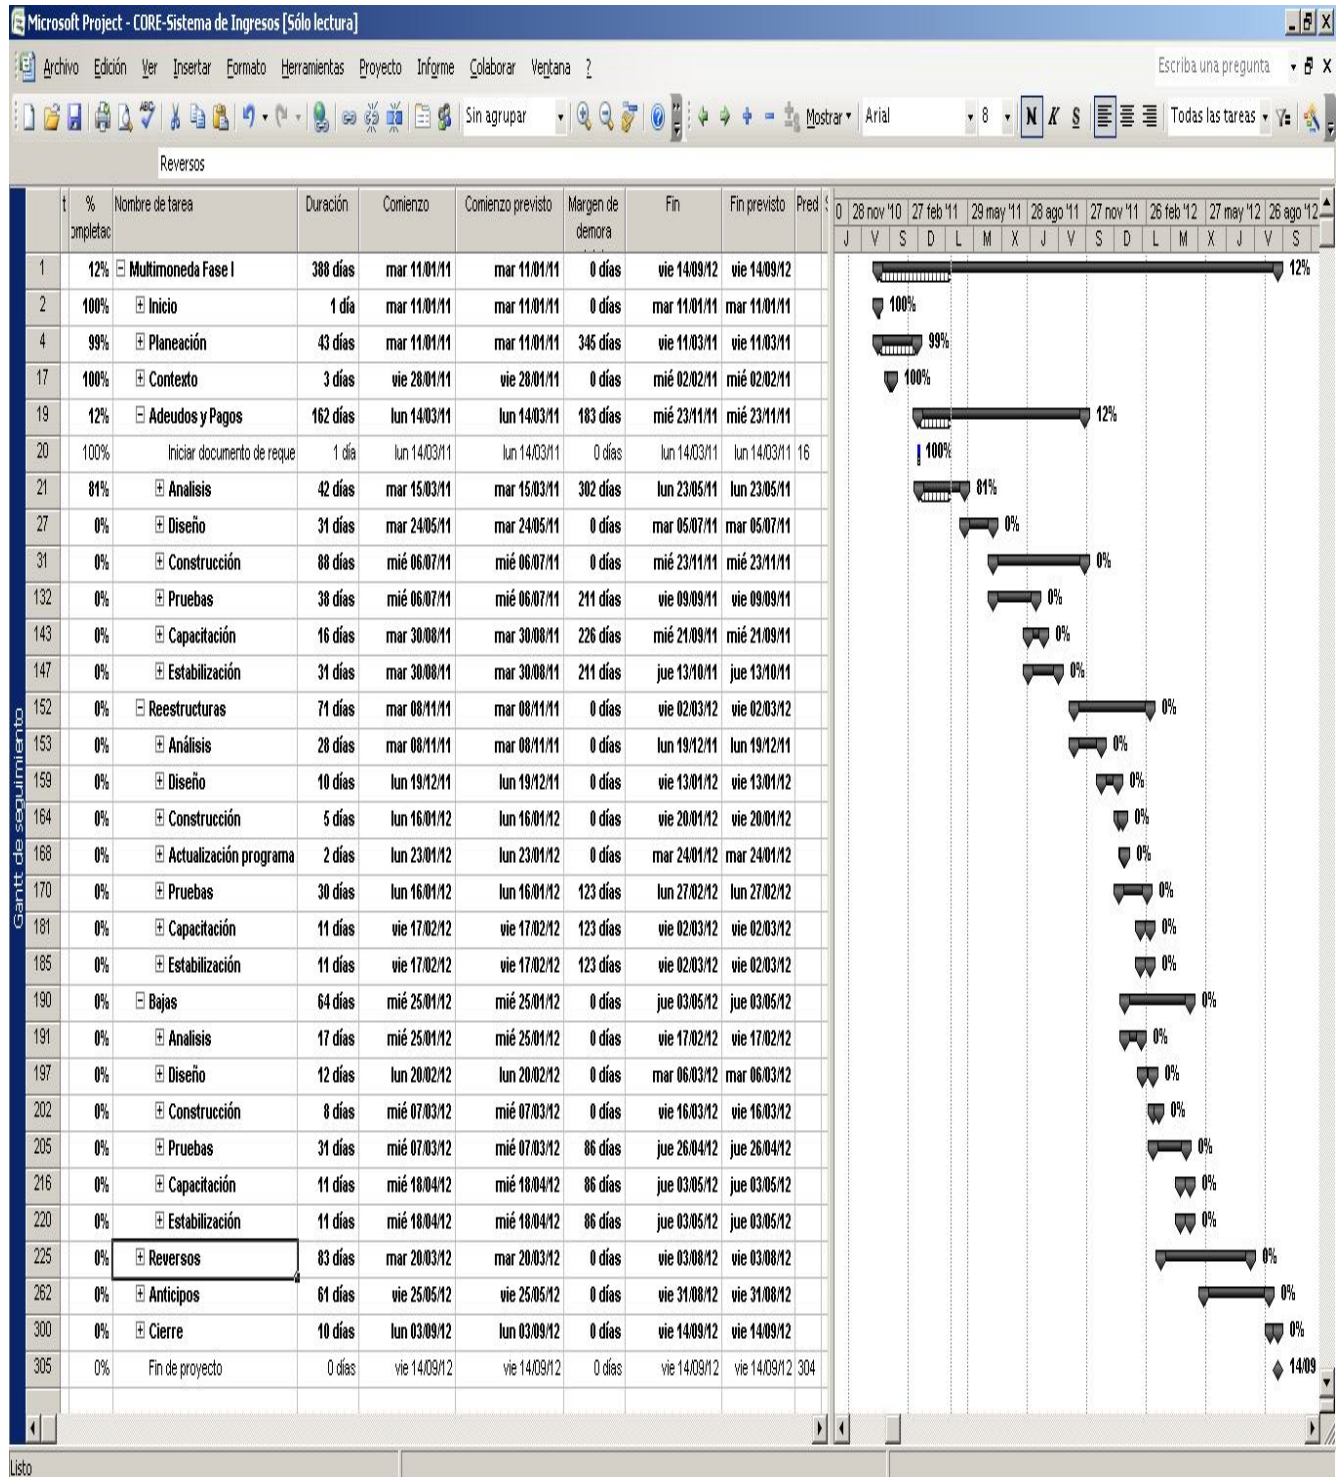 Microsoft Project - CORE-Sistema de Ingresos [Sólo lectura]
Archivo Edición Ver Insertar Formato Herramientas Proyecto Informe Colaborar Ventana ? Escriba una pregunta
Sin agrupar Mostrar Arial 8 N K S Todas las tareas
Reversos
t % Nombre de tarea Duración Comienzo Comienzo previsto Margen de Fin Fin previsto Pred 0 28 nov '10 27 feb '11 29 may '11 28 ago '11 27 nov '11 26 feb '12 27 may '12 26 ago '12
ompletac demora J V S D L M X J V S D L M X J V S
1 12% Multimoneda Fase I 388 días mar 11/01/11 mar 11/01/11 0 días vie 14/09/12 vie 14/09/12 12%
2 100% Inicio 1 día mar 11/01/11 mar 11/01/11 0 días mar 11/01/11 mar 11/01/11 100%
4 99% Planeación 43 días mar 11/01/11 mar 11/01/11 345 días vie 11/03/11 vie 11/03/11 99%
17 100% Contexto 3 días vie 28/01/11 vie 28/01/11 0 días mié 02/02/11 mié 02/02/11 100%
19 12% Adeudos y Pagos 162 días lun 14/03/11 lun 14/03/11 183 días mié 23/11/11 mié 23/11/11 12%
20 100% Iniciar documento de reque 1 día lun 14/03/11 lun 14/03/11 0 días lun 14/03/11 lun 14/03/11 16 100%
21 81% Analisis 42 días mar 15/03/11 mar 15/03/11 302 días lun 23/05/11 lun 23/05/11 81%
27 0% Diseño 31 días mar 24/05/11 mar 24/05/11 0 días mar 05/07/11 mar 05/07/11 0%
31 0% Construcción 88 días mié 06/07/11 mié 06/07/11 0 días mié 23/11/11 mié 23/11/11 0%
132 0% Pruebas 38 días mié 06/07/11 mié 06/07/11 211 días vie 09/09/11 vie 09/09/11 0%
143 0% Capacitación 16 días mar 30/08/11 mar 30/08/11 226 días mié 21/09/11 mié 21/09/11 0%
147 0% Estabilización 31 días mar 30/08/11 mar 30/08/11 211 días jue 13/10/11 jue 13/10/11 0%
152 0% Reestructuras 71 días mar 08/11/11 mar 08/11/11 0 días vie 02/03/12 vie 02/03/12 0%
153 0% Análisis 28 días mar 08/11/11 mar 08/11/11 0 días lun 19/12/11 lun 19/12/11 0%
159 0% Diseño 10 días lun 19/12/11 lun 19/12/11 0 días vie 13/01/12 vie 13/01/12 0%
164 0% Construcción 5 días lun 16/01/12 lun 16/01/12 0 días vie 20/01/12 vie 20/01/12 0%
168 0% Actualización programa 2 días lun 23/01/12 lun 23/01/12 0 días mar 24/01/12 mar 24/01/12 0%
170 0% Pruebas 30 días lun 16/01/12 lun 16/01/12 123 días lun 27/02/12 lun 27/02/12 0%
181 0% Capacitación 11 días vie 17/02/12 vie 17/02/12 123 días vie 02/03/12 vie 02/03/12 0%
185 0% Estabilización 11 días vie 17/02/12 vie 17/02/12 123 días vie 02/03/12 vie 02/03/12 0%
190 0% Bajas 64 días mié 25/01/12 mié 25/01/12 0 días jue 03/05/12 jue 03/05/12 0%
191 0% Analisis 17 días mié 25/01/12 mié 25/01/12 0 días vie 17/02/12 vie 17/02/12 0%
197 0% Diseño 12 días lun 20/02/12 lun 20/02/12 0 días mar 06/03/12 mar 06/03/12 0%
202 0% Construcción 8 días mié 07/03/12 mié 07/03/12 0 días vie 16/03/12 vie 16/03/12 0%
205 0% Pruebas 31 días mié 07/03/12 mié 07/03/12 86 días jue 26/04/12 jue 26/04/12 0%
216 0% Capacitación 11 días mié 18/04/12 mié 18/04/12 86 días jue 03/05/12 jue 03/05/12 0%
220 0% Estabilización 11 días mié 18/04/12 mié 18/04/12 86 días jue 03/05/12 jue 03/05/12 0%
225 0% Reversos 83 días mar 20/03/12 mar 20/03/12 0 días vie 03/08/12 vie 03/08/12 0%
262 0% Anticipos 61 días vie 25/05/12 vie 25/05/12 0 días vie 31/08/12 vie 31/08/12 0%
300 0% Cierre 10 días lun 03/09/12 lun 03/09/12 0 días vie 14/09/12 vie 14/09/12 0%
305 0% Fin de proyecto 0 días vie 14/09/12 vie 14/09/12 0 días vie 14/09/12 vie 14/09/12 304 14/09
Gantt de seguimiento
Listo